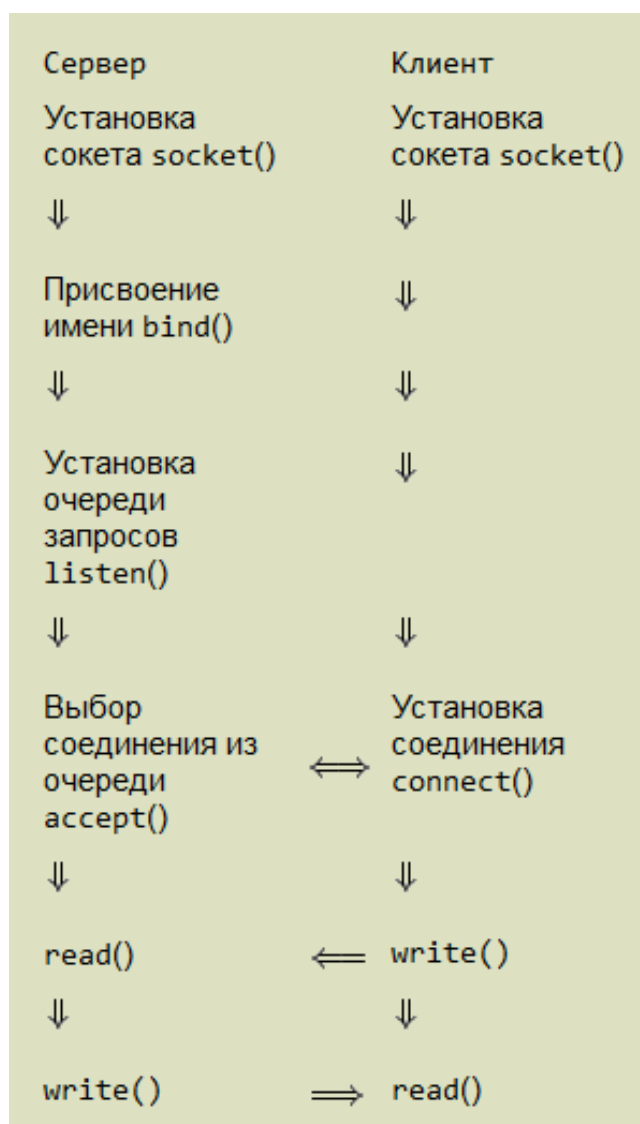 Сервер Клиент
Установка Установка
сокета socket() сокета socket()
⇓ ⇓
Присвоение ⇓
имени bind()
⇓ ⇓
Установка ⇓
очереди
запросов
listen()
⇓ ⇓
Выбор Установка
соединения из ⟺ соединения
очереди connect()
accept()
⇓ ⇓
read() ⟸ write()
⇓ ⇓
write() ⟹ read()